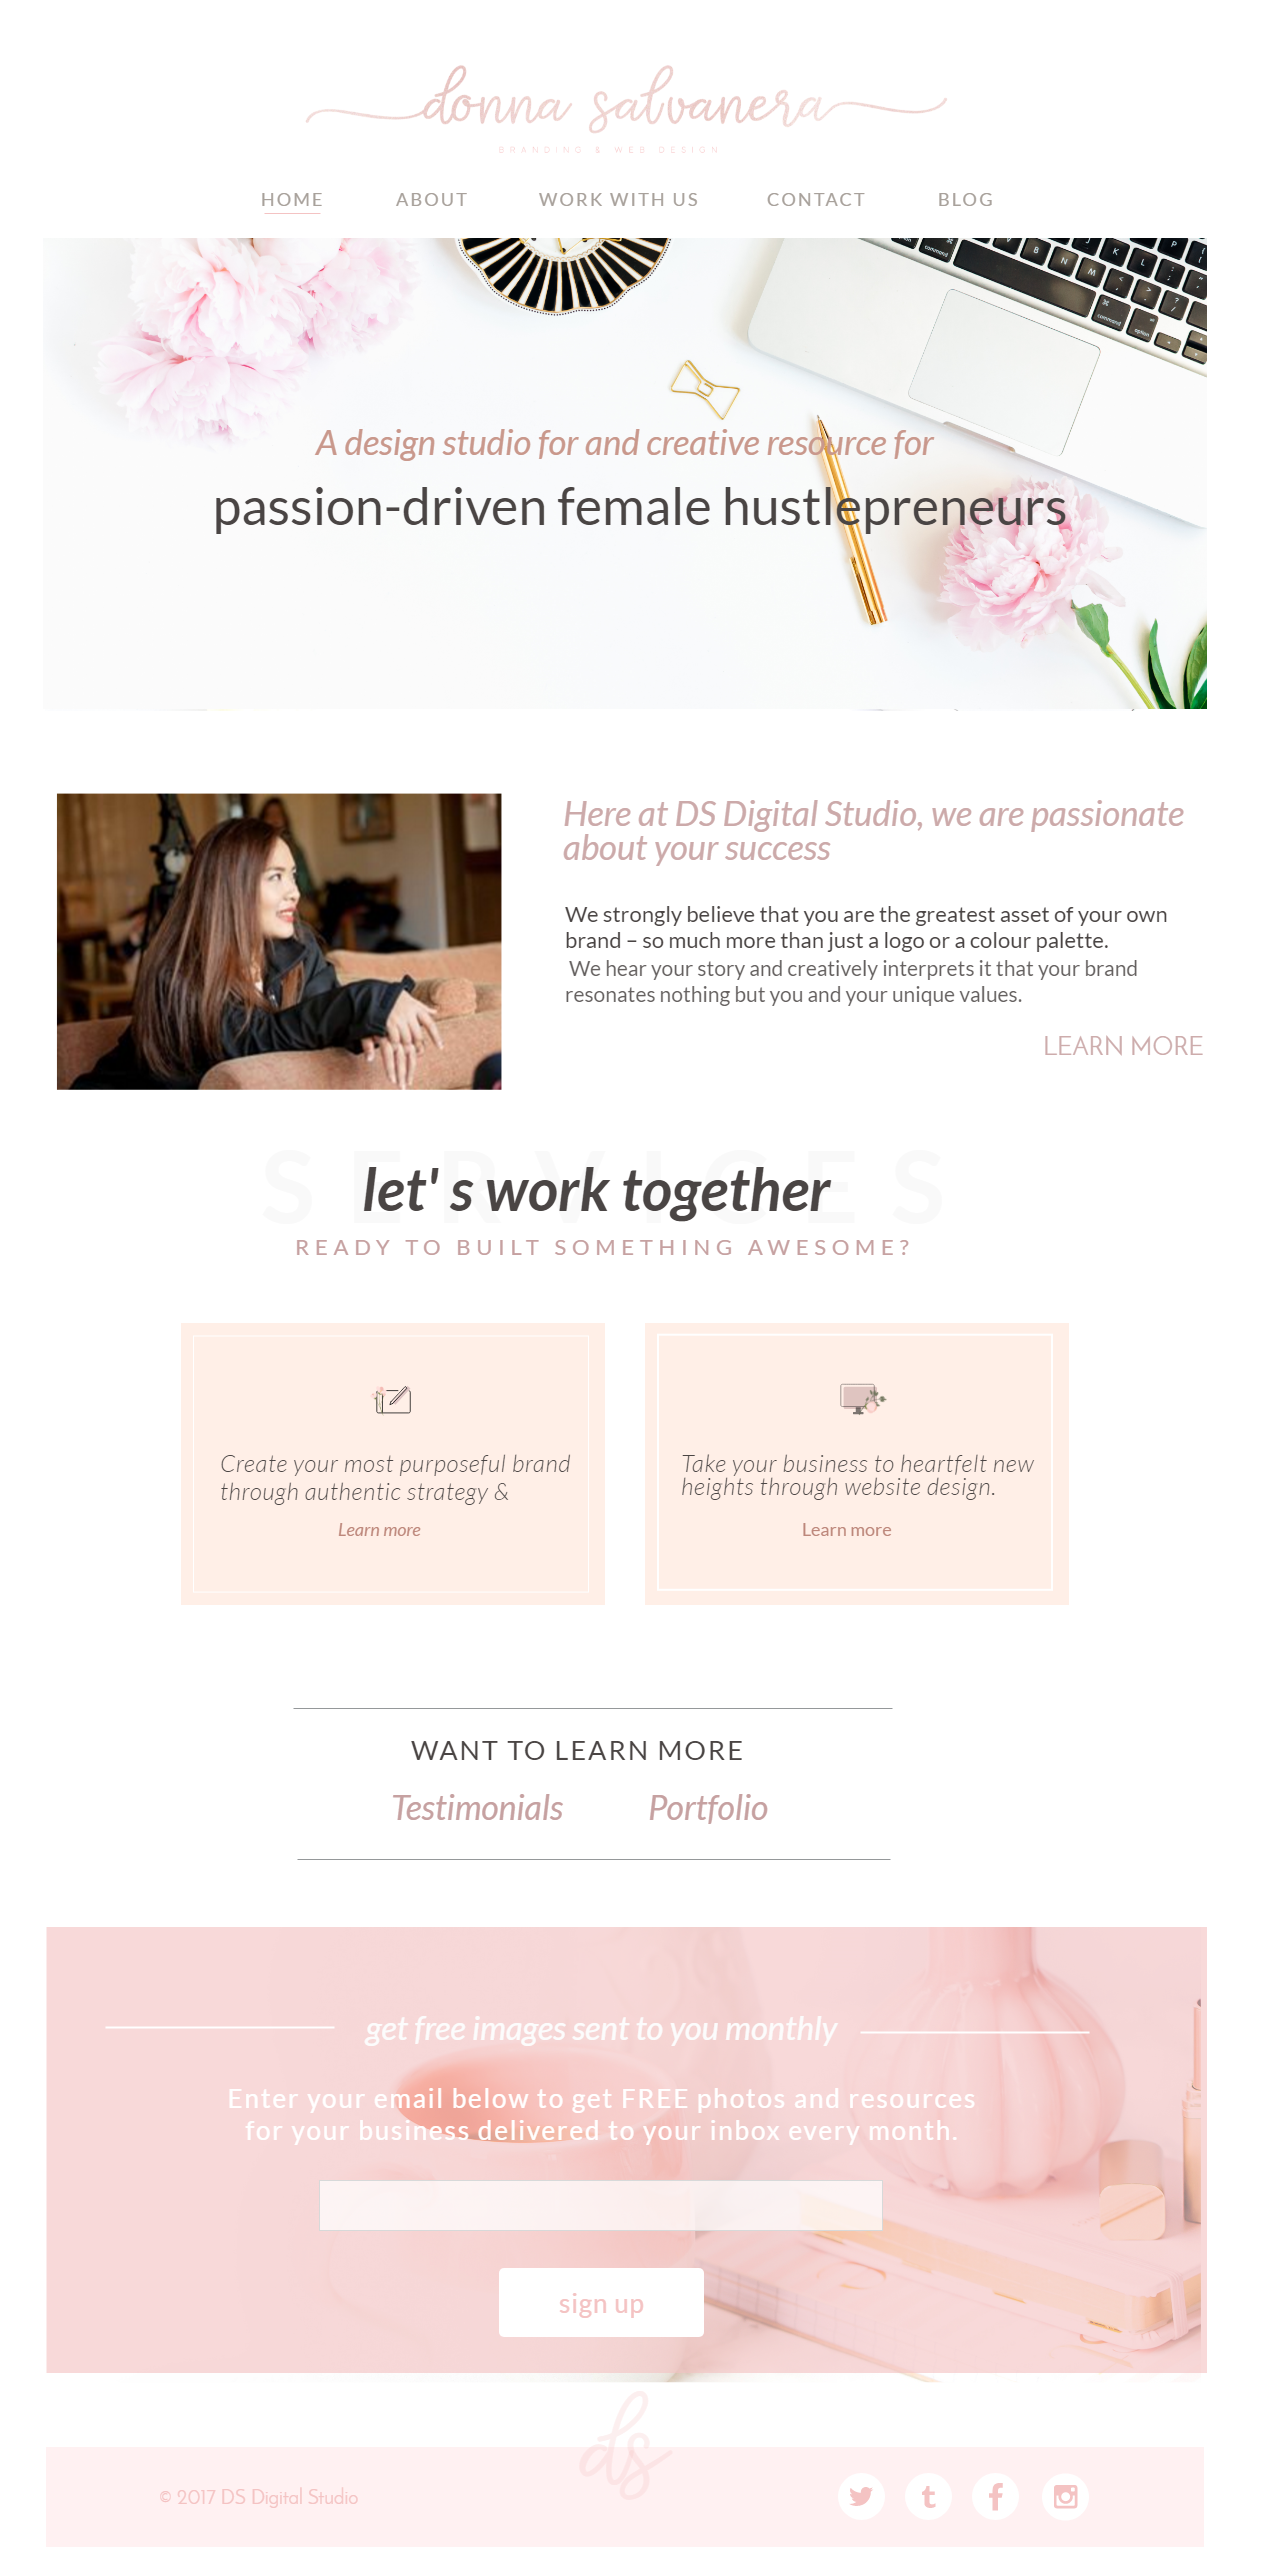 donna salvanera
BRANDING & WEB DESIGN
HOME ABOUT WORK WITH US CONTACT BLOG
A design studio for and creative resource for
passion-driven female hustlepreneurs
Here at DS Digital Studio, we are passionate
about your success
We strongly believe that you are the greatest asset of your own
brand – so much more than just a logo or a colour palette.
We hear your story and creatively interprets it that your brand
resonates nothing but you and your unique values.
LEARN MORE
SERVICES
let' s work together
READY TO BUILT SOMETHING AWESOME?
Create your most purposeful brand
through authentic strategy &
Learn more
Take your business to heartfelt new
heights through website design.
Learn more
WANT TO LEARN MORE
Testimonials Portfolio
get free images sent to you monthly
Enter your email below to get FREE photos and resources
for your business delivered to your inbox every month.
sign up
ds
© 2017 DS Digital Studio